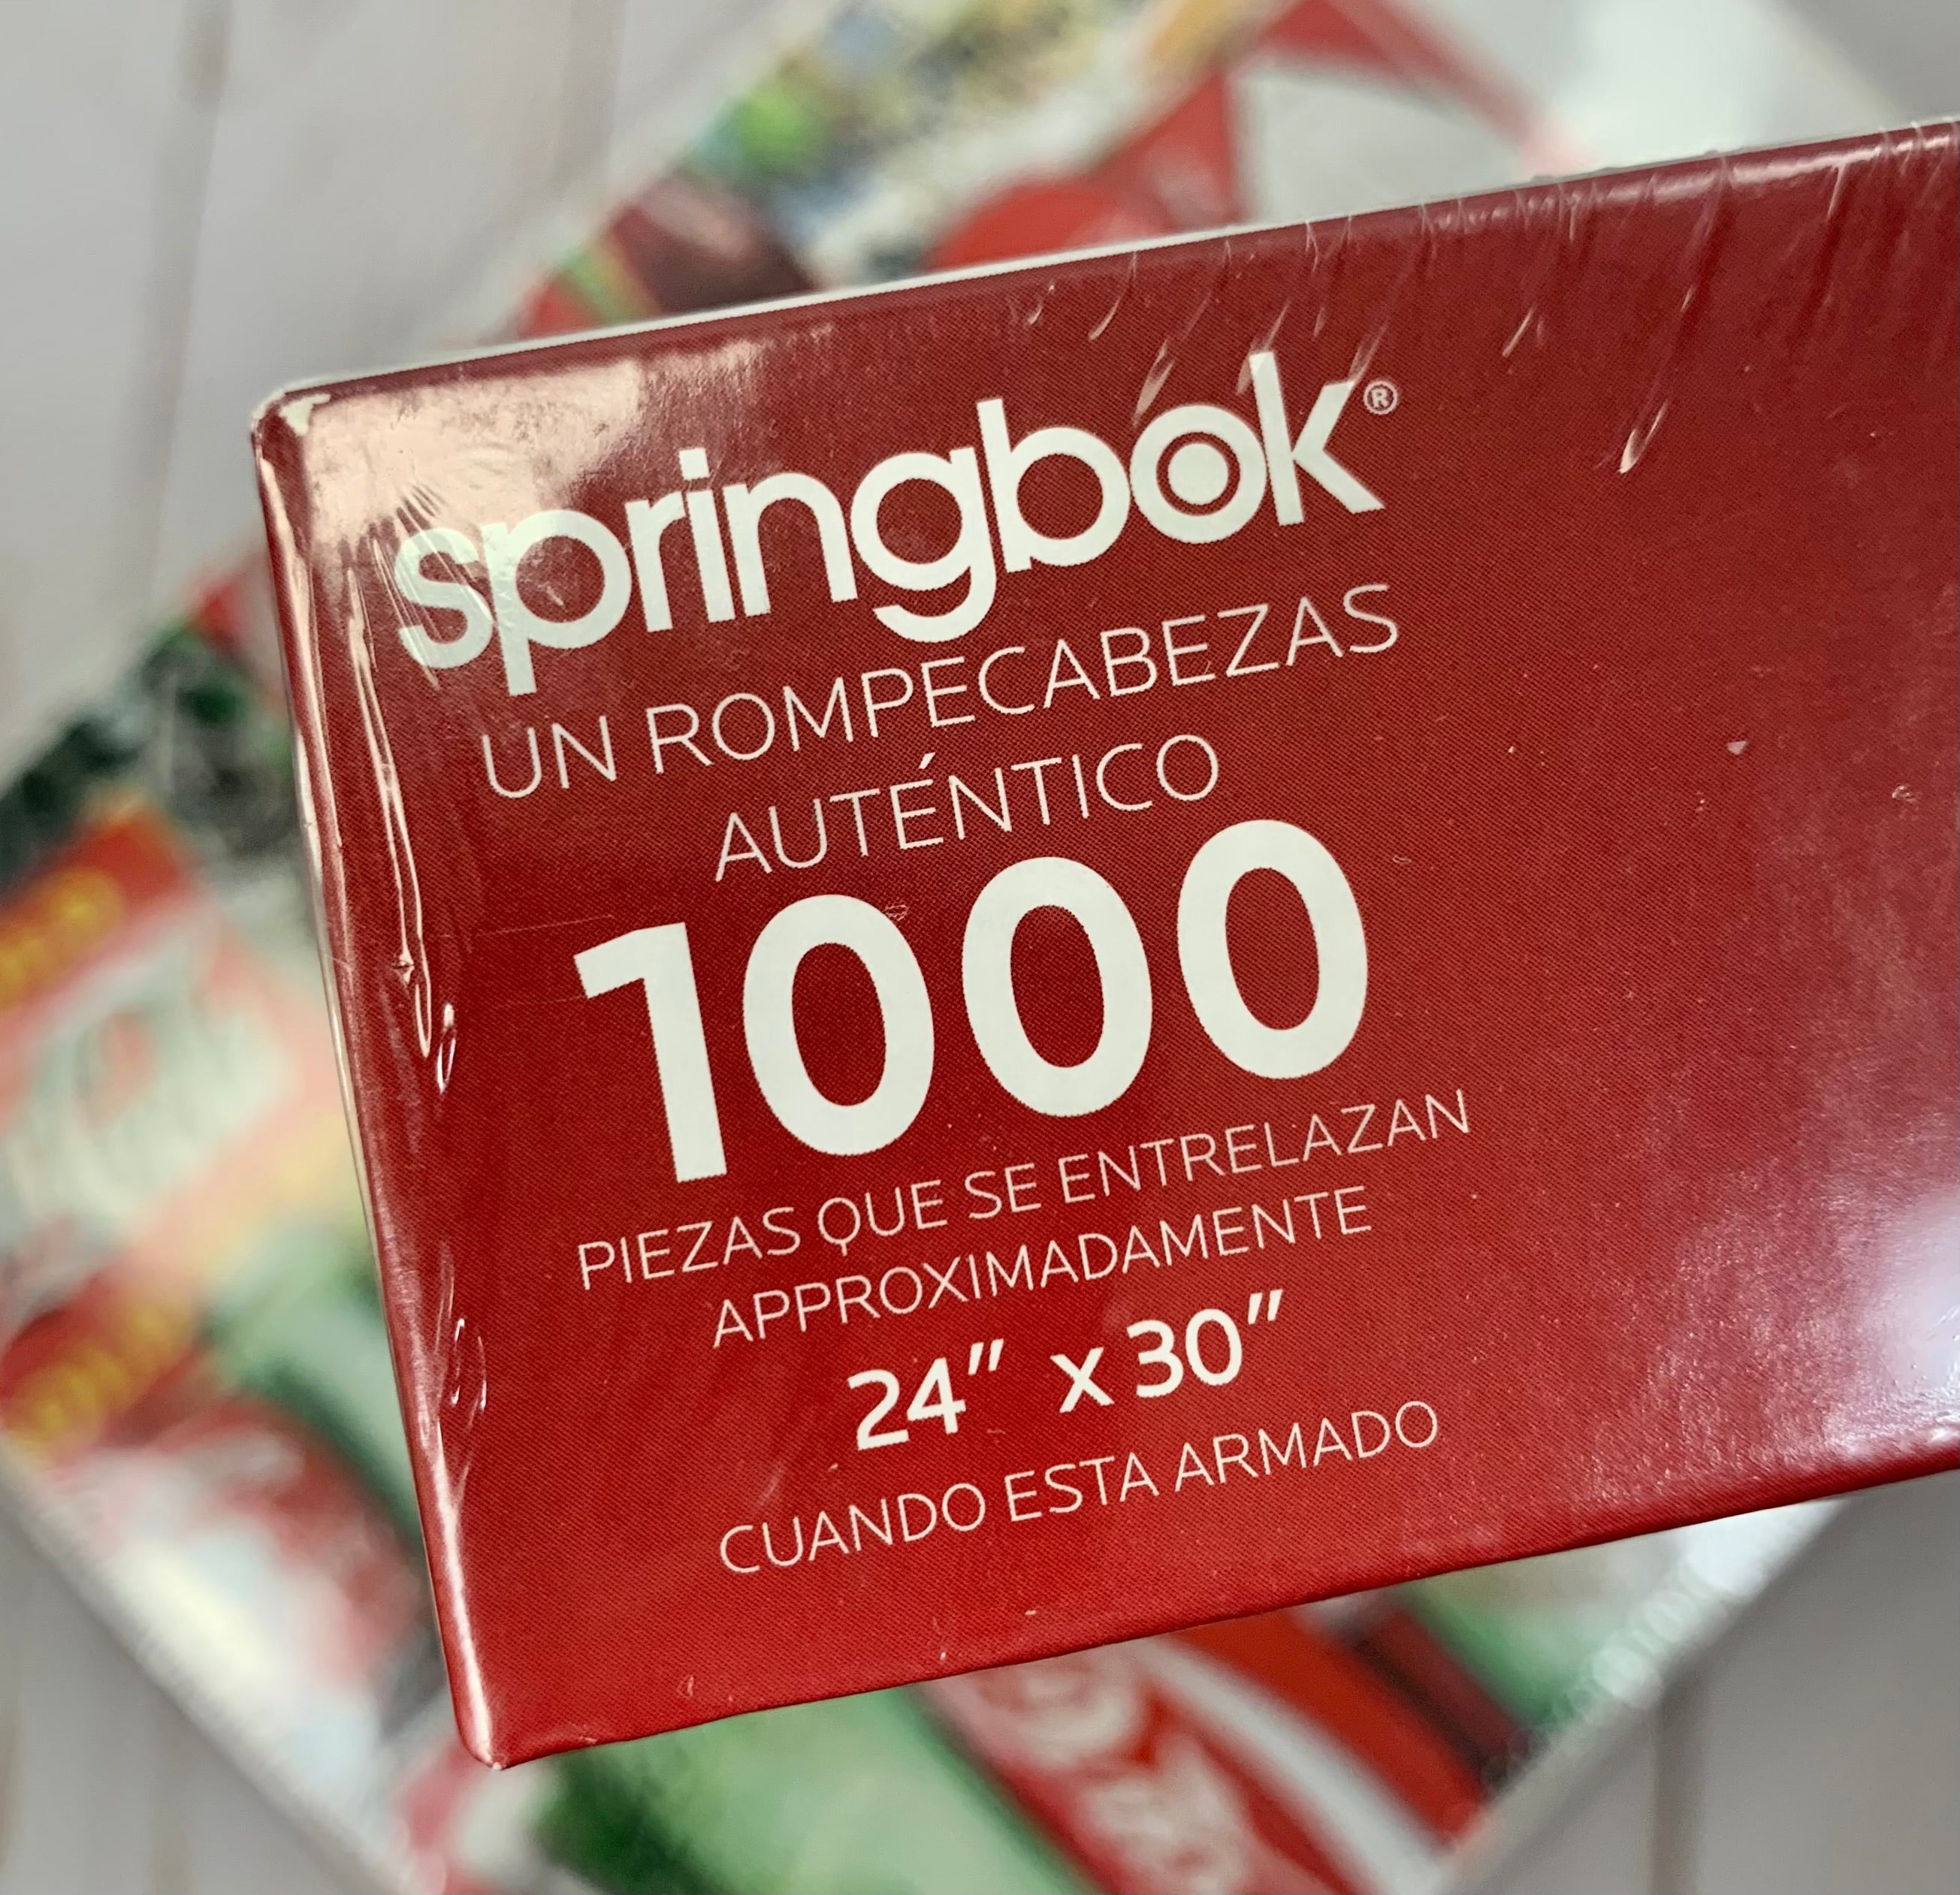 springbok®
UN ROMPECABEZAS
AUTÉNTICO
1000
PIEZAS QUE SE ENTRELAZAN
APPROXIMADAMENTE
24” x 30”
CUANDO ESTA ARMADO